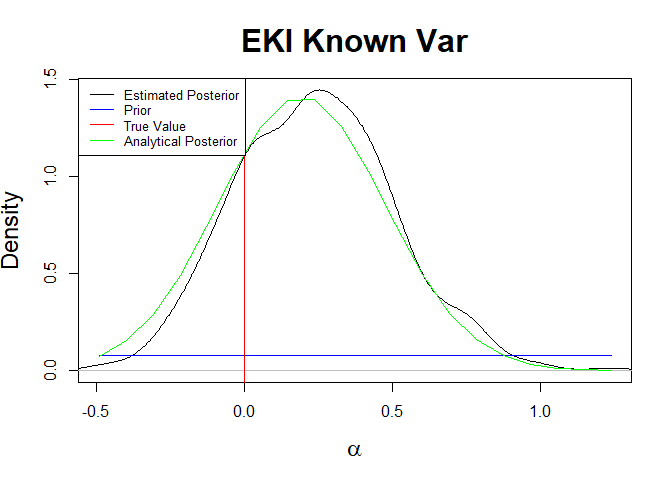 EKI Known Var
Estimated Posterior
Prior
True Value
Analytical Posterior
Density
0.0
0.5
1.0
1.5
-0.5
0.0
0.5
1.0
α